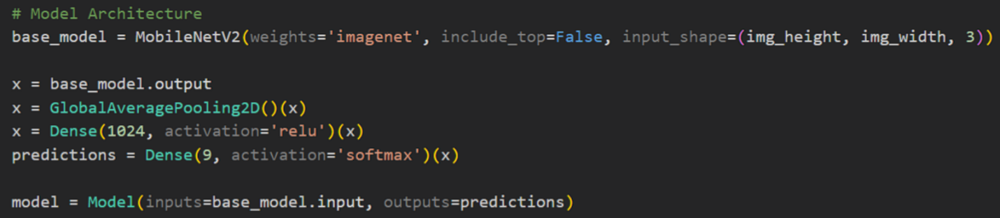 # Model Architecture
base_model = MobileNetV2(weights='imagenet', include_top=False, input_shape=(img_height, img_width, 3))
x = base_model.output
x = GlobalAveragePooling2D()(x)
x = Dense(1024, activation='relu')(x)
predictions = Dense(9, activation='softmax')(x)
model = Model(inputs=base_model.input, outputs=predictions)